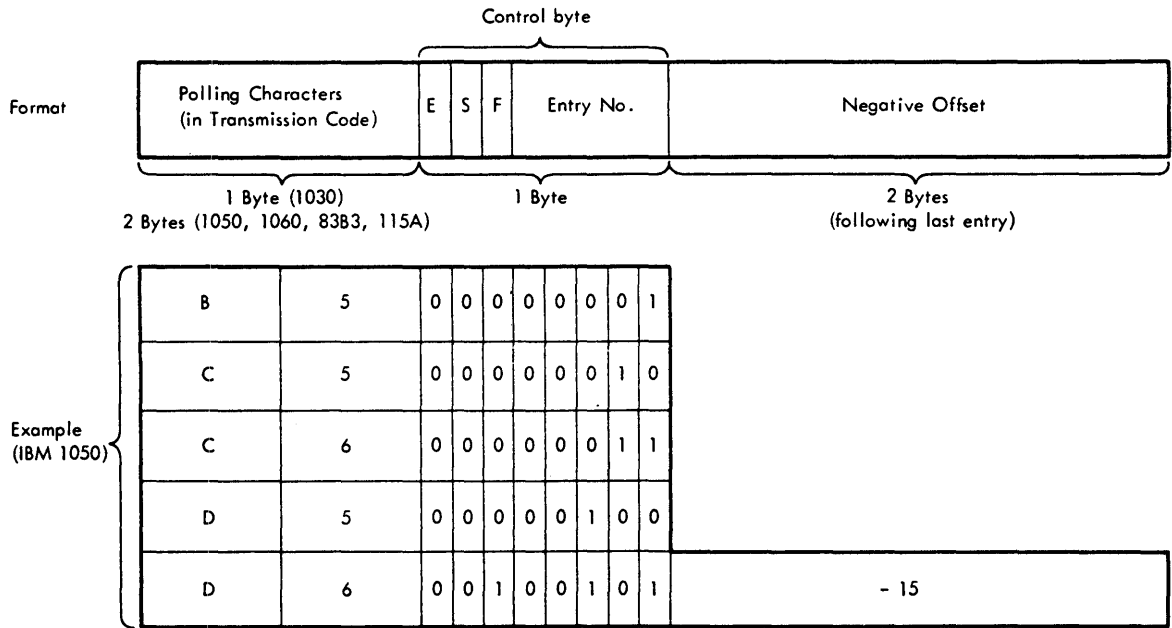 Control byte
Format
Polling Characters
(in Transmission Code)
E S F Entry No.
Negative Offset
1 Byte (1030)
2 Bytes (1050, 1060, 83B3, 115A)
1 Byte
2 Bytes
(following last entry)
Example
(IBM 1050)
B 5 0 0 0 0 0 0 0 1
C 5 0 0 0 0 0 0 1 0
C 6 0 0 0 0 0 0 1 1
D 5 0 0 0 0 0 1 0 0
D 6 0 0 1 0 0 1 0 1 - 15